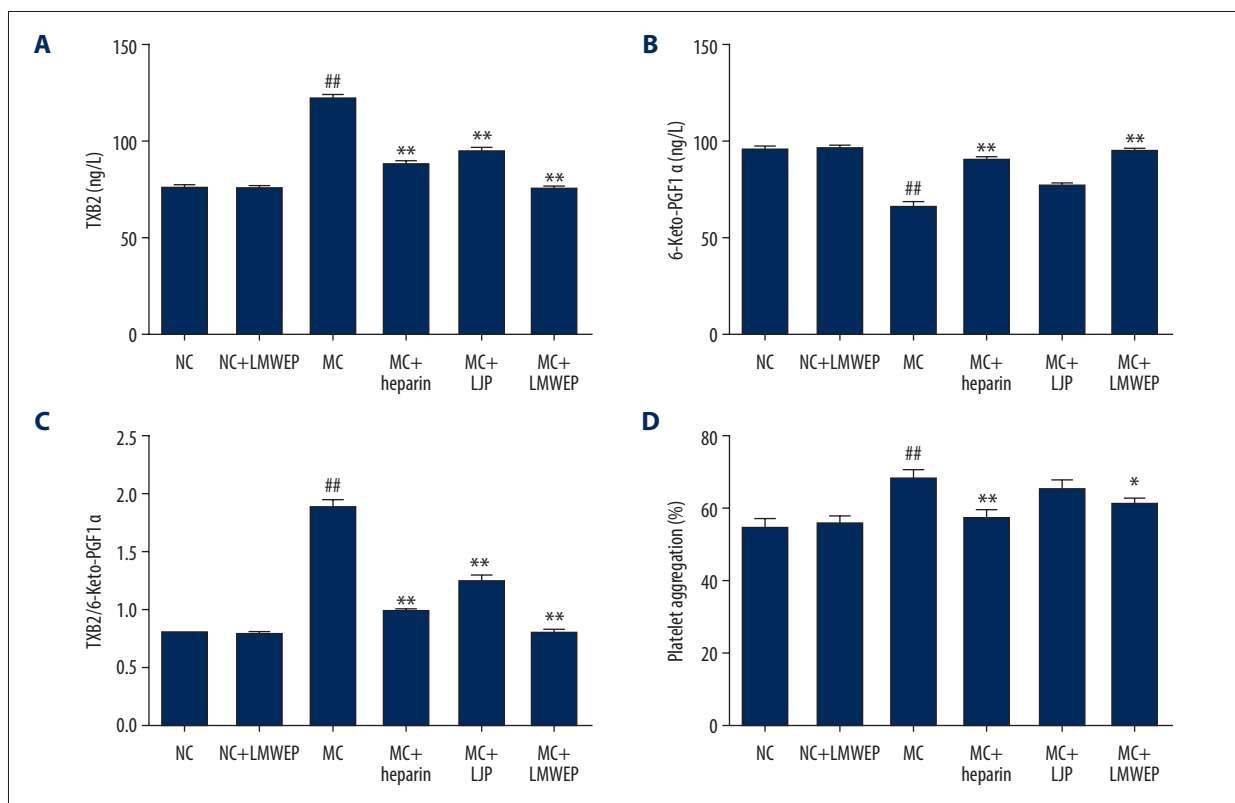 A
TXB2 (ng/L)
150
100
50
0
##
**
**
**
NC
NC+LMWEP
MC
MC+
heparin
MC+
LJP
MC+
LMWEP
B
6-Keto-PGF1 α (ng/L)
150
100
50
0
##
**
**
NC
NC+LMWEP
MC
MC+
heparin
MC+
LJP
MC+
LMWEP
C
TXB2/6-Keto-PGF1 α
2.5
2.0
1.5
1.0
0.5
0.0
##
**
**
**
NC
NC+LMWEP
MC
MC+
heparin
MC+
LJP
MC+
LMWEP
D
Platelet aggregation (%)
80
60
40
20
0
##
**
*
NC
NC+LMWEP
MC
MC+
heparin
MC+
LJP
MC+
LMWEP